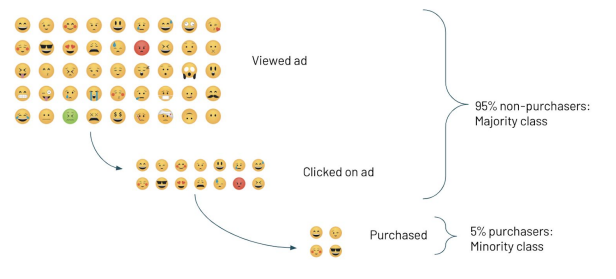 Viewed ad
95% non-purchasers:
Majority class
Clicked on ad
Purchased
5% purchasers:
Minority class